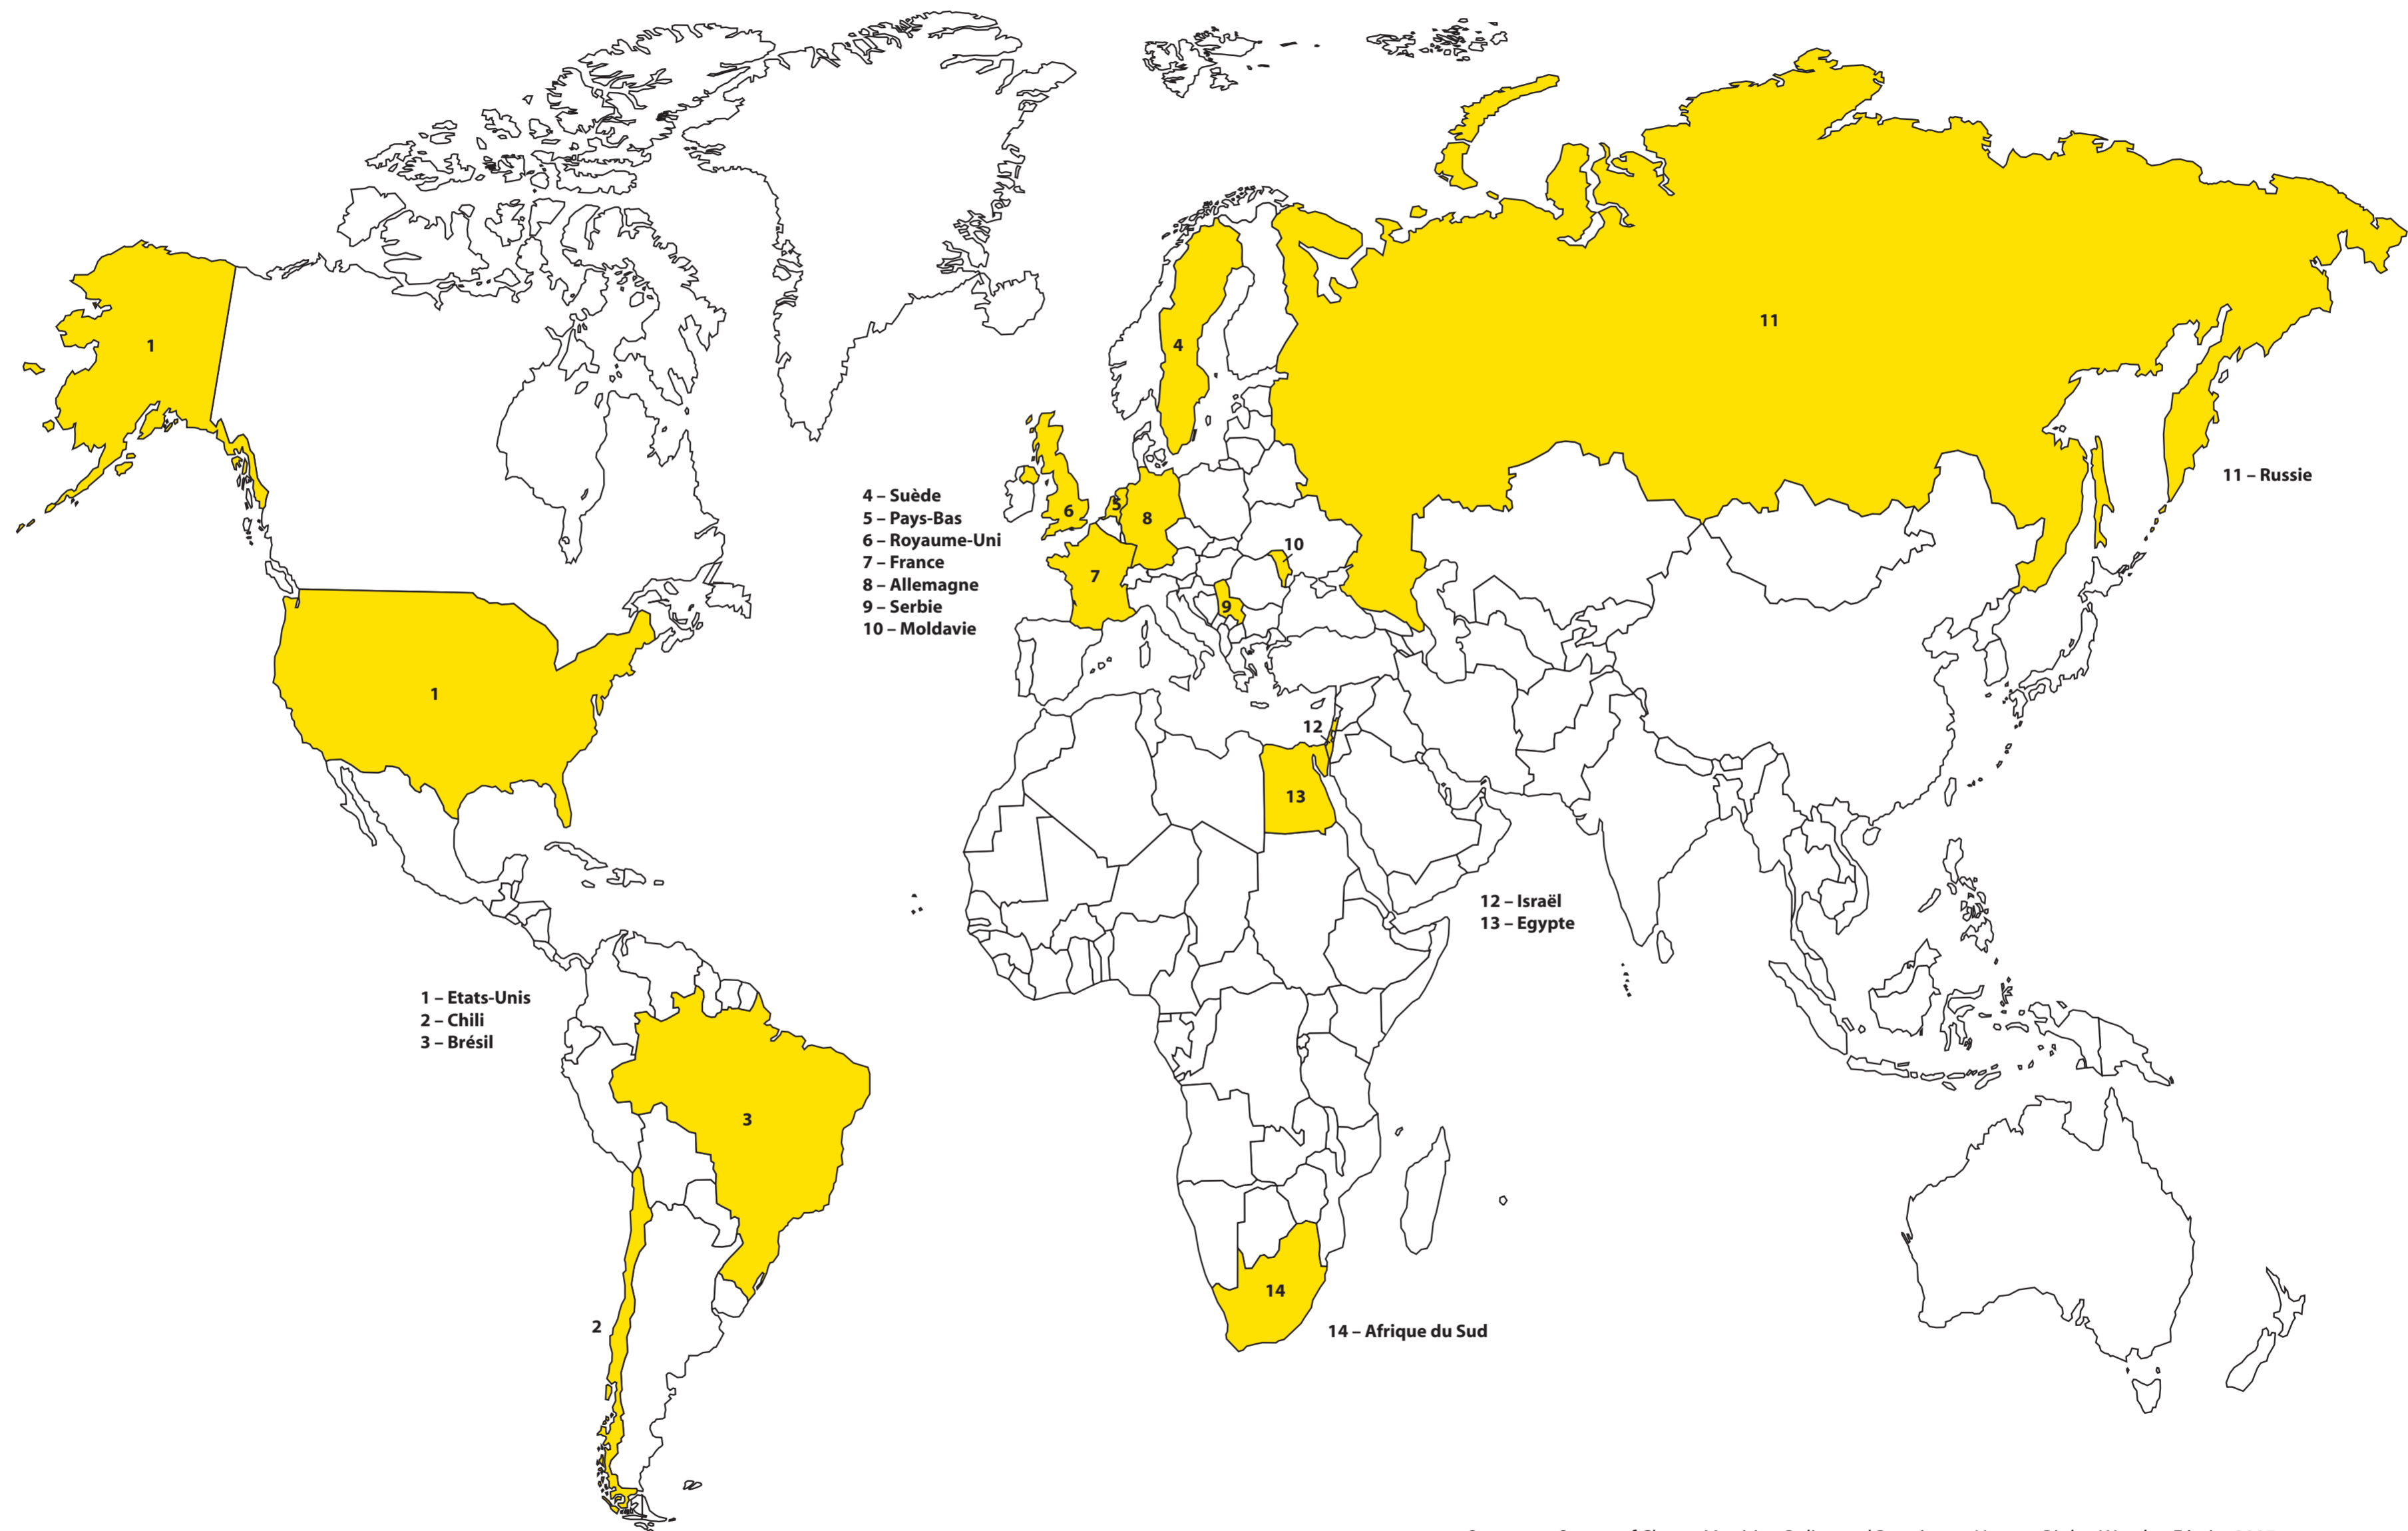 1
11
4
11 – Russie
4 – Suède
5 – Pays-Bas
6 – Royaume-Uni
7 – France
8 – Allemagne
9 – Serbie
10 – Moldavie
5
6
8
10
7
9
1
12
13
12 – Israël
13 – Egypte
1 – Etats-Unis
2 – Chili
3 – Brésil
3
14
2
14 – Afrique du Sud